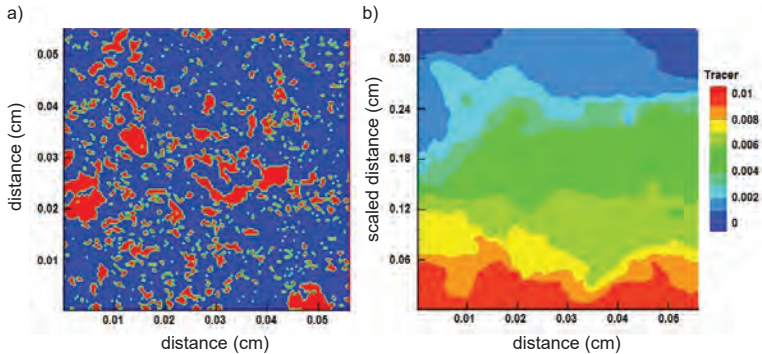 a)
distance (cm)
0.05
0.04
0.03
0.02
0.01
0.01 0.02 0.03 0.04 0.05
distance (cm)
b)
scaled distance (cm)
0.30
0.24
0.18
0.12
0.06
0.01 0.02 0.03 0.04 0.05
distance (cm)
Tracer
0.01
0.008
0.006
0.004
0.002
0